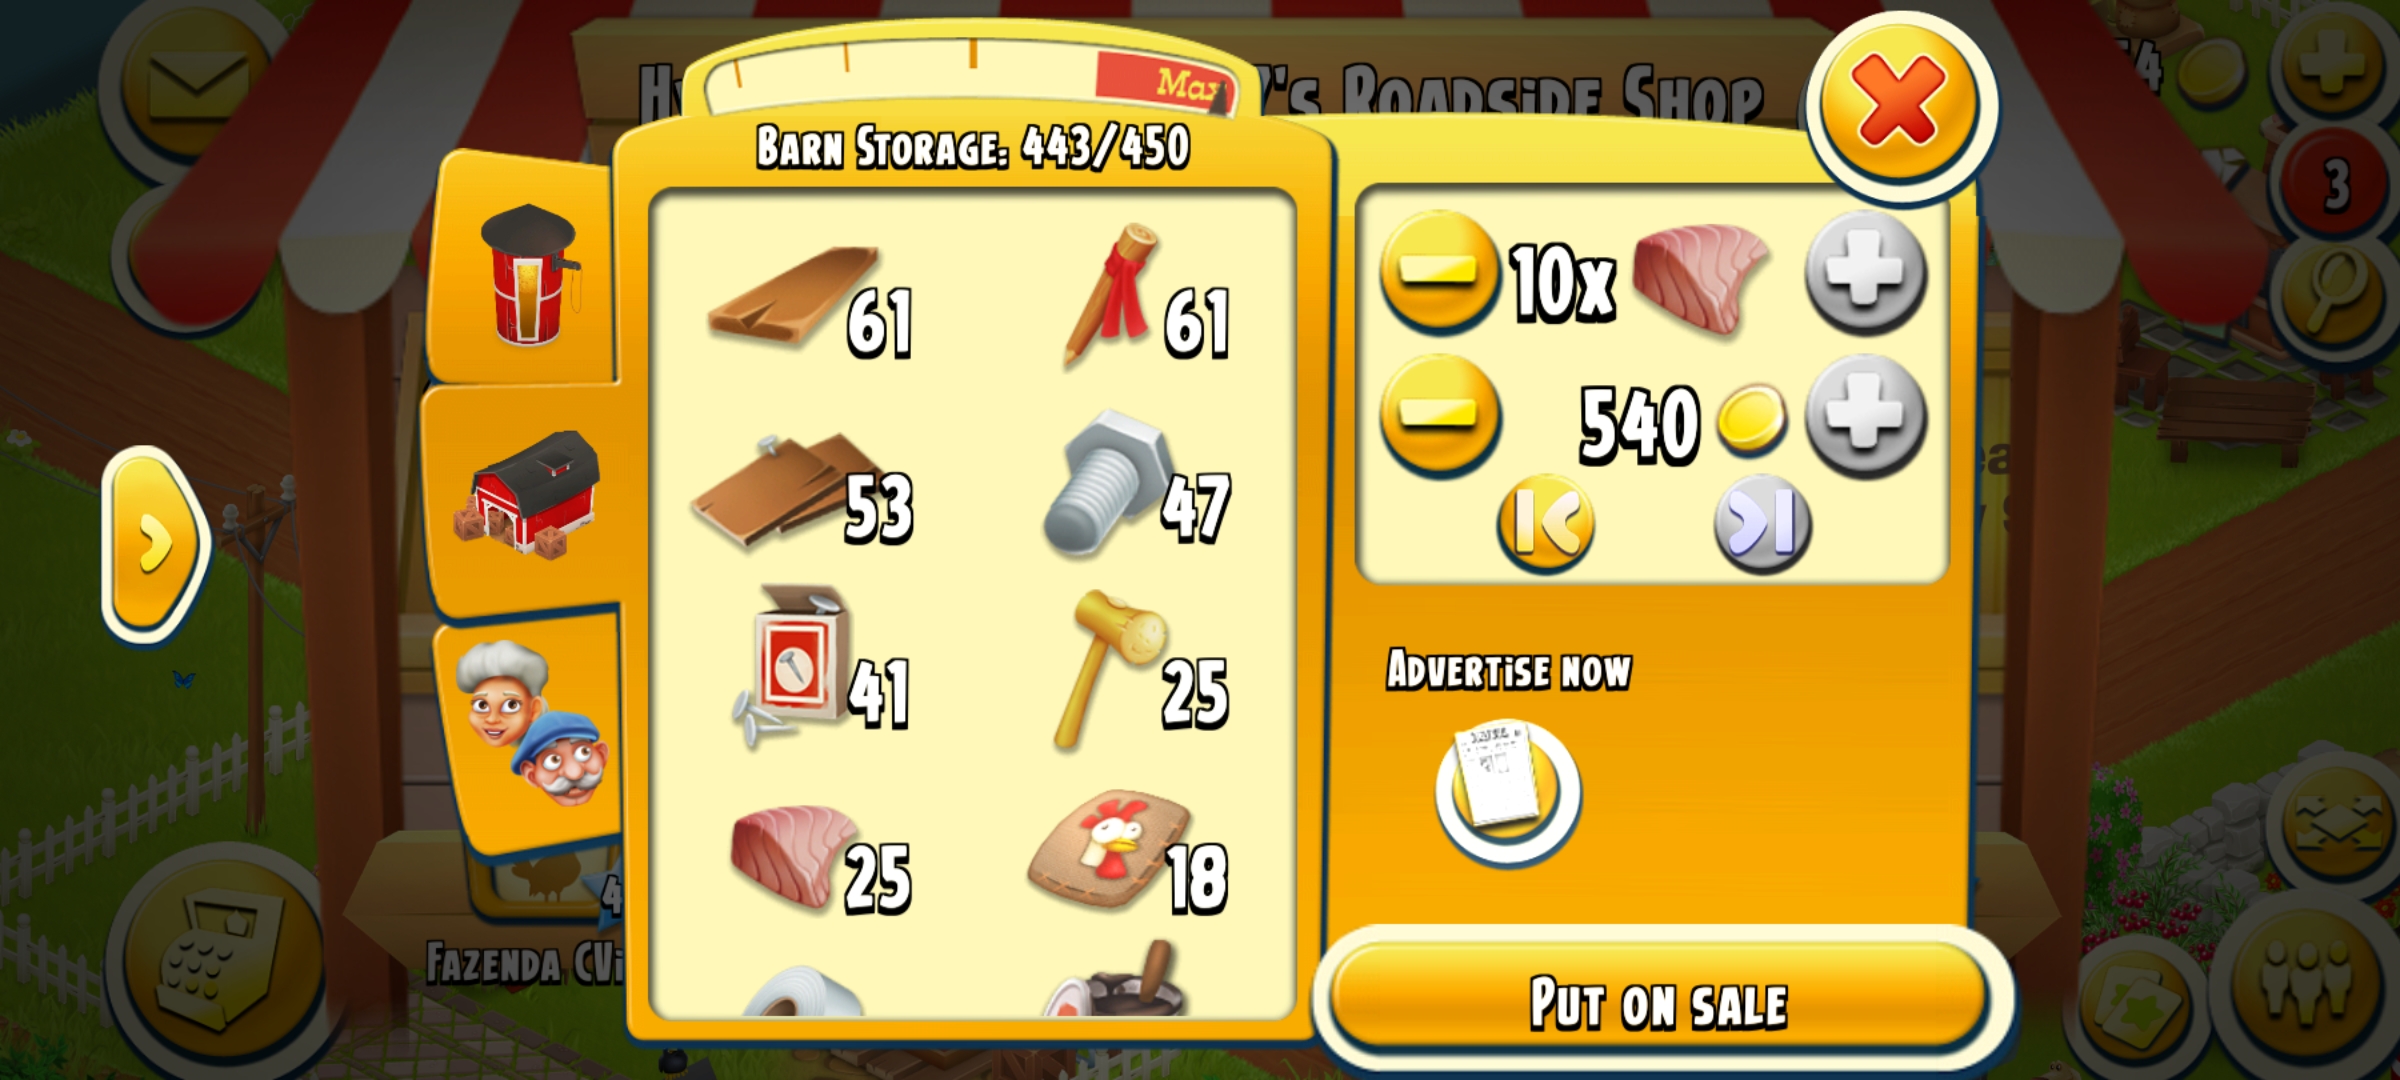 Max
's Roadside Shop
3
Barn Storage: 443/450
61
61
53
47
41
25
25
18
10x
540
Advertise now
Put on sale
Fazenda CVi